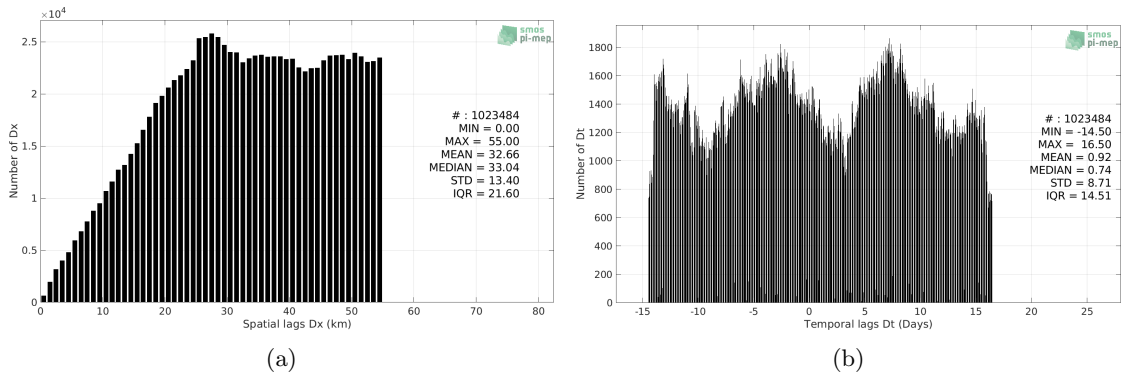 ×10⁴
2.5
2
1.5
1
0.5
0
Number of Dx
smos
pi-mep
# : 1023484
MIN = 0.00
MAX = 55.00
MEAN = 32.66
MEDIAN = 33.04
STD = 13.40
IQR = 21.60
0 10 20 30 40 50 60 70 80
Spatial lags Dx (km)
(a)
1800
1600
1400
1200
1000
800
600
400
200
0
Number of Dt
smos
pi-mep
# : 1023484
MIN = -14.50
MAX = 16.50
MEAN = 0.92
MEDIAN = 0.74
STD = 8.71
IQR = 14.51
-15 -10 -5 0 5 10 15 20 25
Temporal lags Dt (Days)
(b)